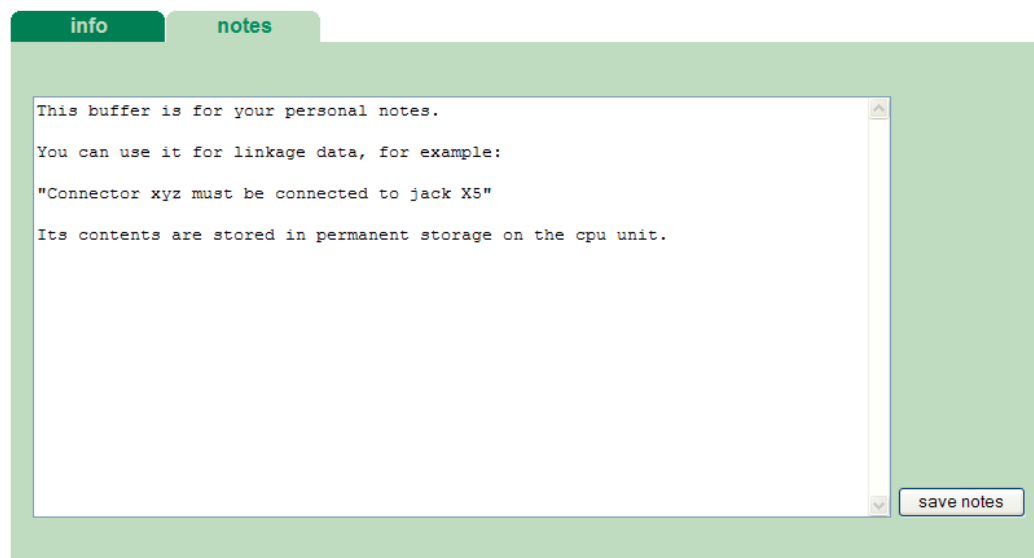 info
notes
This buffer is for your personal notes.
You can use it for linkage data, for example:
"Connector xyz must be connected to jack X5"
Its contents are stored in permanent storage on the cpu unit.
save notes